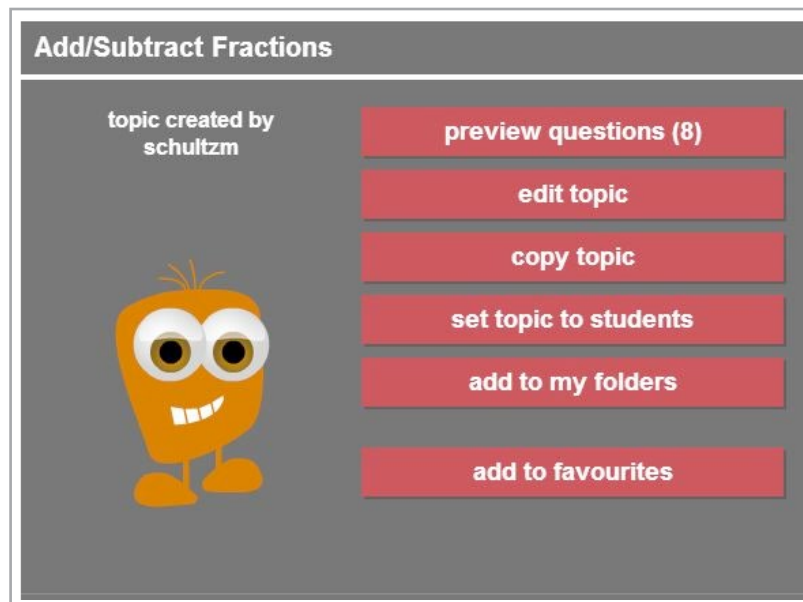 Add/Subtract Fractions
topic created by
schultzm
preview questions (8)
edit topic
copy topic
set topic to students
add to my folders
add to favourites